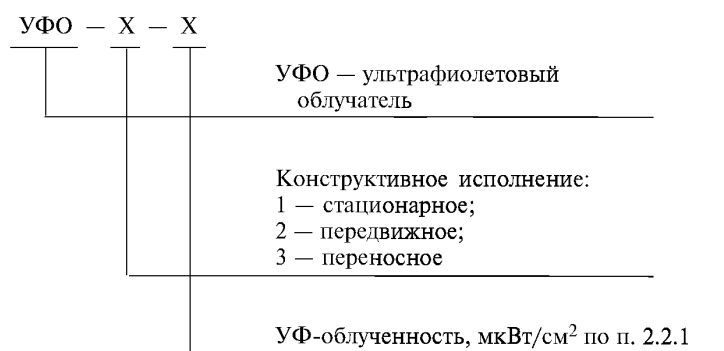 УФО — Х — Х
УФО — ультрафиолетовый
облучатель
Конструктивное исполнение:
1 — стационарное;
2 — передвижное;
3 — переносное
УФ-облученность, мкВт/см² по п. 2.2.1